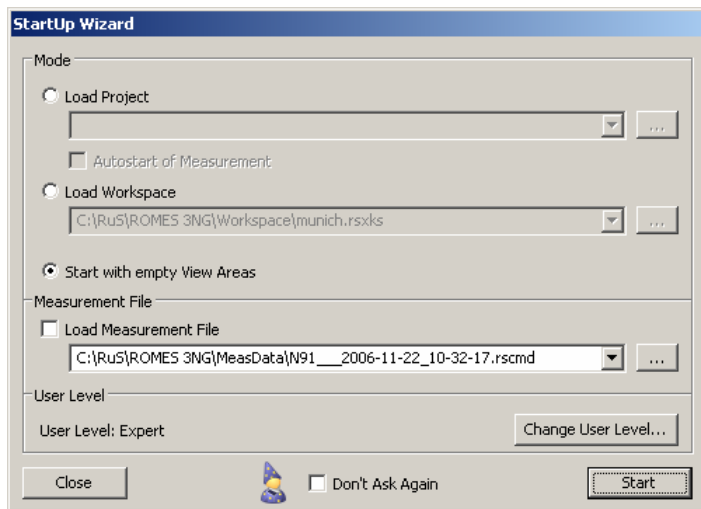 StartUp Wizard
Mode
Load Project
...
Autostart of Measurement
Load Workspace
C:\RuS\ROMES 3NG\Workspace\munich.rsxks
...
Start with empty View Areas
Measurement File
Load Measurement File
C:\RuS\ROMES 3NG\MeasData\N91___2006-11-22_10-32-17.rscmd
...
User Level
User Level: Expert
Change User Level...
Close
Don't Ask Again
Start